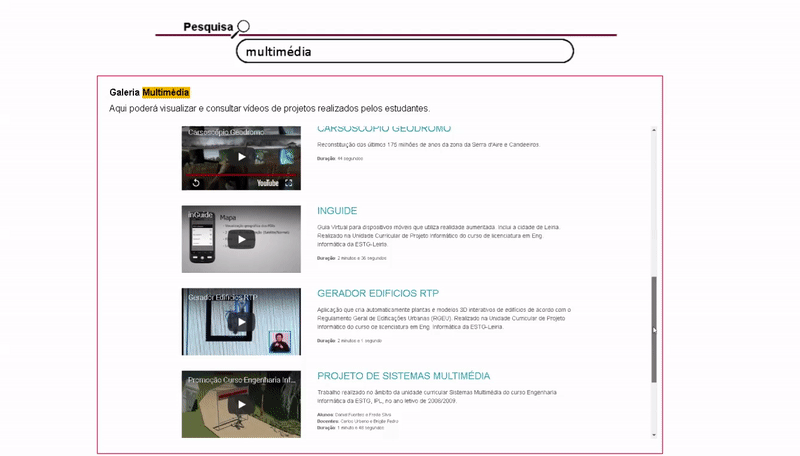 Pesquisa
multimédia
Galeria Multimédia
Aqui poderá visualizar e consultar vídeos de projetos realizados pelos estudantes.
Carsoscópio Geódromo
YouTube
CARSOSCÓPIO GEÓDROMO
Reconstituição dos últimos 175 milhões de anos da zona da Serra d'Aire e Candeeiros.
Duração: 44 segundos
InGuide
Mapa
INGUIDE
Guia Virtual para dispositivos móveis que utiliza realidade aumentada. Inclui a cidade de Leiria.
Realizado na Unidade Curricular de Projeto Informático do curso de licenciatura em Eng.
Informática da ESTG-Leiria.
Duração: 2 minutos e 36 segundos
Gerador Edifícios RTP
GERADOR EDIFICIOS RTP
Aplicação que cria automaticamente plantas e modelos 3D interativos de edifícios de acordo com o
Regulamento Geral de Edificações Urbanas (RGEU). Realizado na Unidade Curricular de Projeto
Informático do curso de licenciatura em Eng. Informática da ESTG-Leiria.
Duração: 2 minutos e 1 segundo
Promoção Curso Engenharia Inf...
PROJETO DE SISTEMAS MULTIMÉDIA
Trabalho realizado no âmbito da unidade curricular Sistemas Multimédia do curso Engenharia
Informática da ESTG, IPL, no ano letivo de 2008/2009.
Alunos: Daniel Fuentes e Fredie Silva
Docentes: Carlos Urbano e
Duração: 1 minuto e 48 segundos